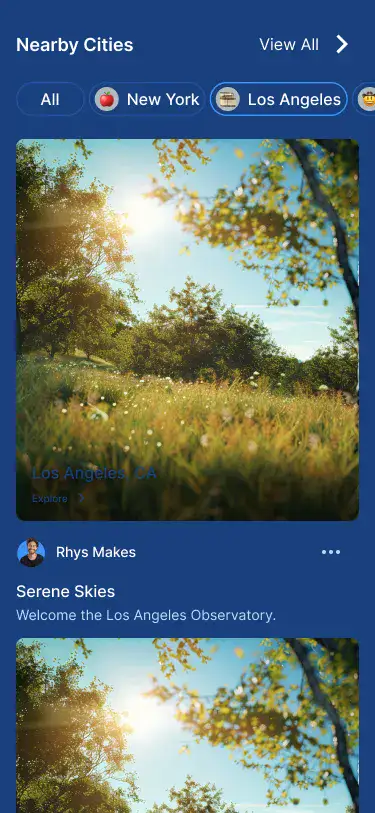 Nearby Cities
View All
All
New York
Los Angeles
Los Angeles, CA
Explore
Rhys Makes
Serene Skies
Welcome the Los Angeles Observatory.